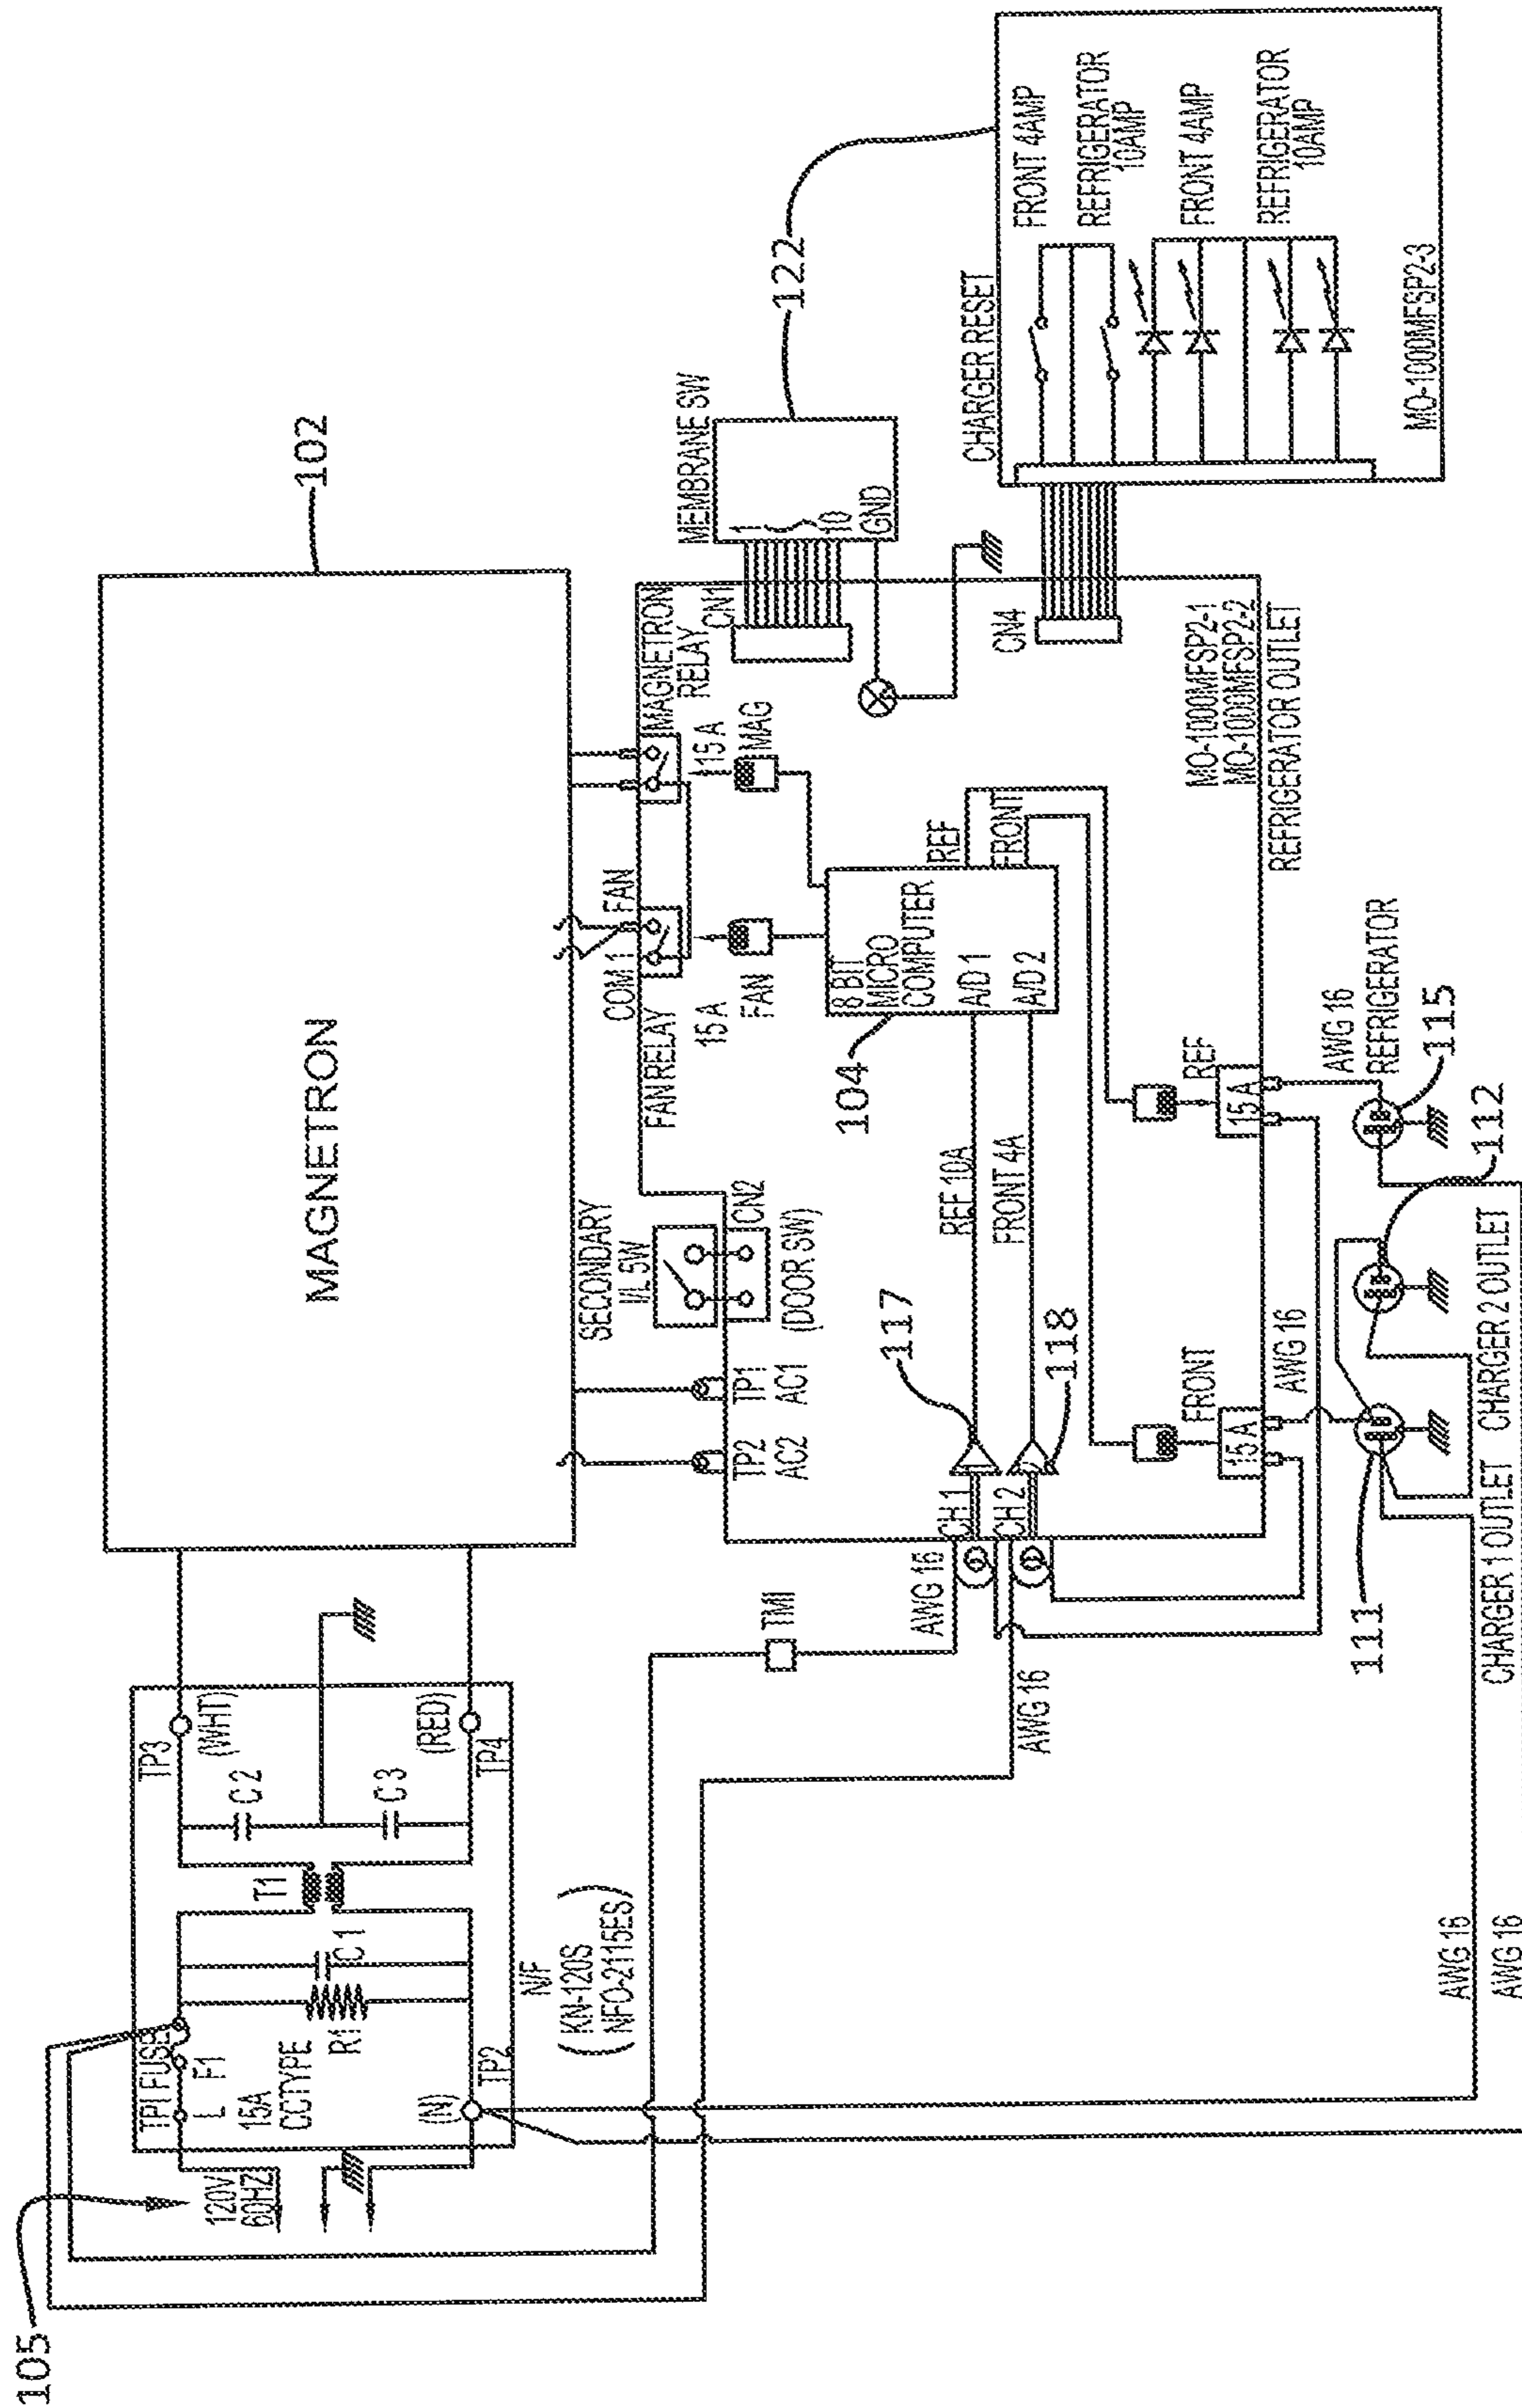 105
120V
60HZ
TP1 FUSE
L F1
15A
CCTYPE
R1
C1
T1
(N)
TP2
TP3
(WHT)
C2
C3
(RED)
TP4
N/F
(KN-120S
NFO-2115ES)
MAGNETRON
102
TP2
AC2
TP1
AC1
SECONDARY
I/L SW
CN2
(DOOR SW)
COM 1
FAN
FAN RELAY
15 A
FAN
MAGNETRON
RELAY
15 A
MAG
CN1
MEMBRANE SW
1
10
GND
122
TMI
AWG 16
CH 1
CH 2
AWG 16
117
118
REF 10A
FRONT 4A
104
8 BIT
MICRO
COMPUTER
A/D 1
A/D 2
REF
FRONT
CN4
CHARGER RESET
FRONT 4AMP
REFRIGERATOR
10AMP
FRONT 4AMP
REFRIGERATOR
10AMP
MO-1000MFSP2-3
FRONT
15 A
REF
15 A
MO-1000MFSP2-1
MO-1000MFSP2-2
REFRIGERATOR OUTLET
AWG 16
AWG 16
REFRIGERATOR
115
112
111
CHARGER 1 OUTLET
CHARGER 2 OUTLET
AWG 16
AWG 16